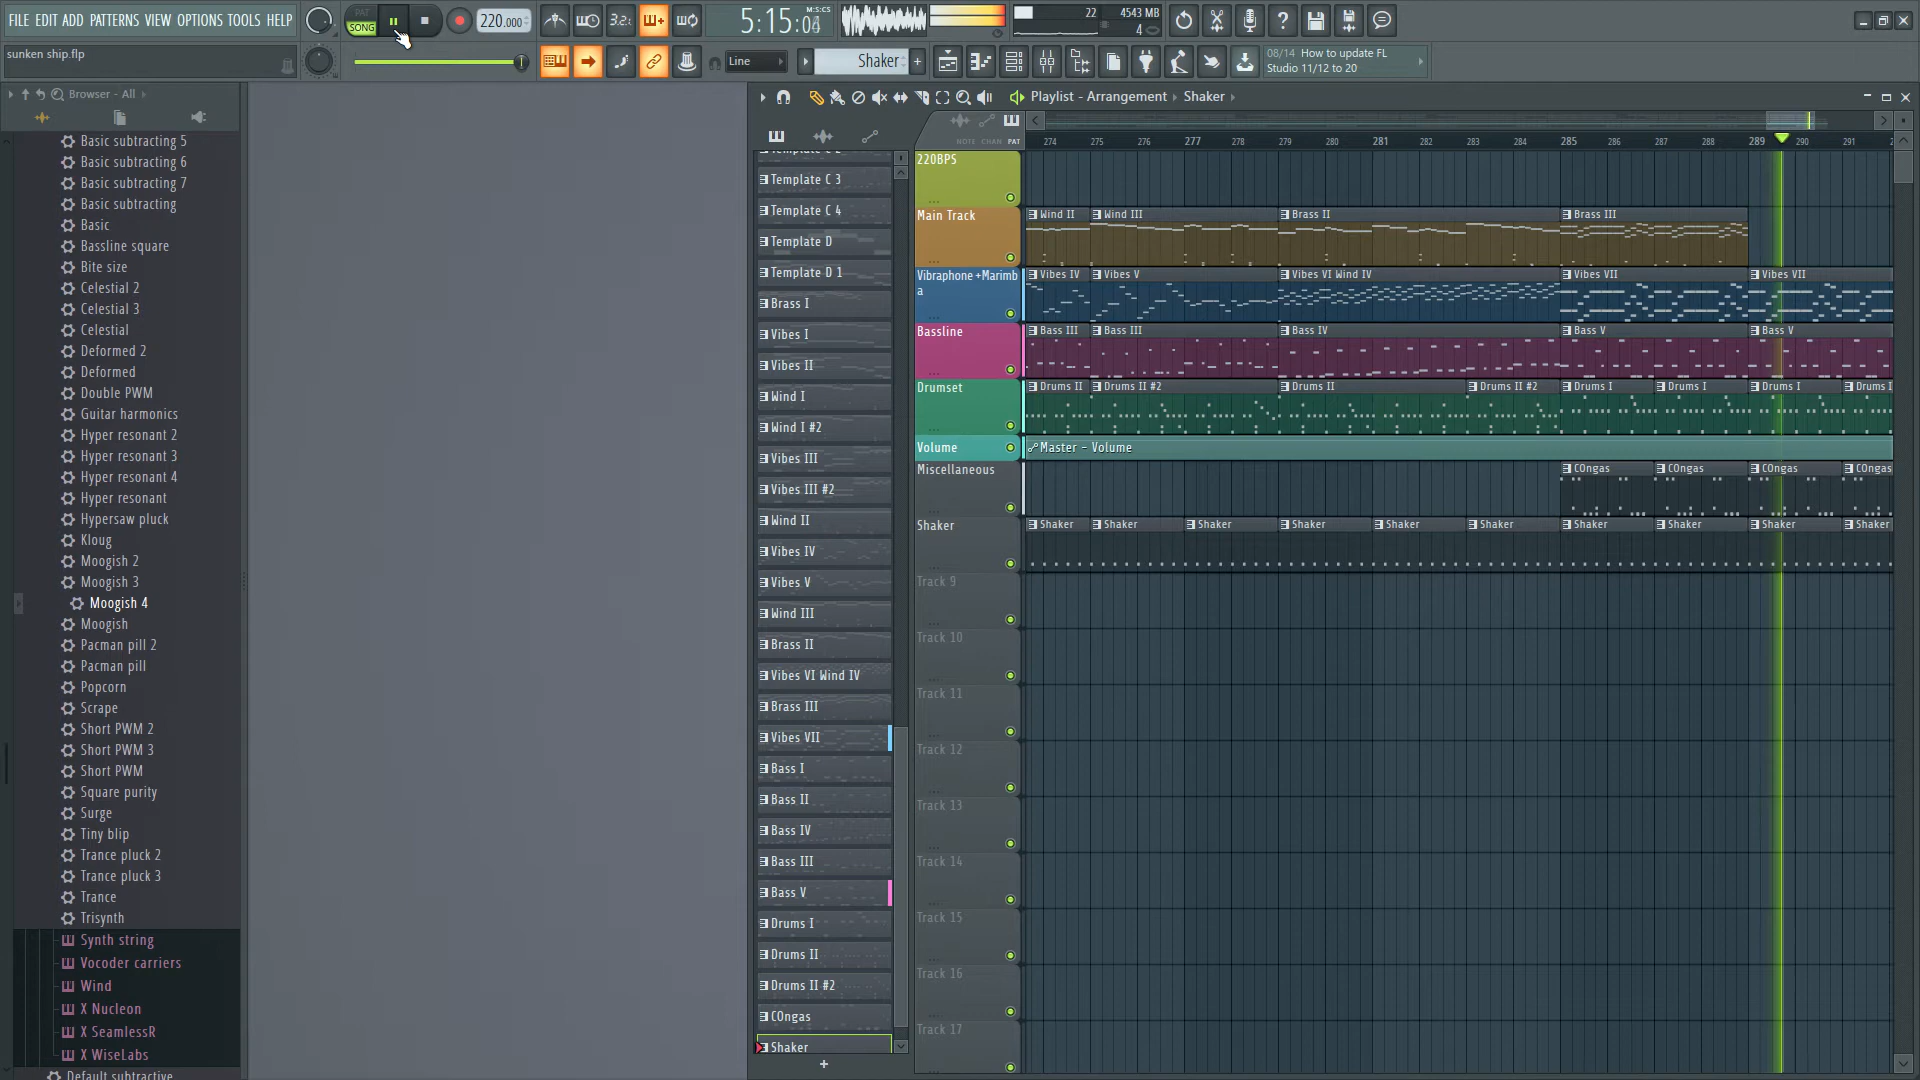 FILE EDIT ADD PATTERNS VIEW OPTIONS TOOLS HELP
PAT
SONG
220.000
3.2
M:S:CS
22
4543 MB
4
sunken ship.flp
Line
Shaker
08/14 How to update FL
Studio 11/12 to 20
Browser - All
Basic subtracting 5
Basic subtracting 6
Basic subtracting 7
Basic subtracting
Basic
Bassline square
Bite size
Celestial 2
Celestial 3
Celestial
Deformed 2
Deformed
Double PWM
Guitar harmonics
Hyper resonant 2
Hyper resonant 3
Hyper resonant 4
Hyper resonant
Hypersaw pluck
Kloug
Moogish 2
Moogish 3
Moogish 4
Moogish
Pacman pill 2
Pacman pill
Popcorn
Scrape
Short PWM 2
Short PWM 3
Short PWM
Square purity
Surge
Tiny blip
Trance pluck 2
Trance pluck 3
Trance
Trisynth
Synth string
Vocoder carriers
Wind
X Nucleon
X SeamlessR
X WiseLabs
Default subtractive
Template C 3
Template C 4
Template D
Template D 1
Brass I
Vibes I
Vibes II
Wind I
Wind I #2
Vibes III
Vibes III #2
Wind II
Vibes IV
Vibes V
Wind III
Brass II
Vibes VI Wind IV
Brass III
Vibes VII
Bass I
Bass II
Bass IV
Bass III
Bass V
Drums I
Drums II
Drums II #2
COngas
Shaker
Playlist - Arrangement Shaker
NOTE CHAN PAT
274 275 277 278 279 280 281 282 283 284 285 286 287 288 289 290 291
220BPS
Main Track
Wind II Wind III Brass II Brass III
Vibraphone +Marimb
a
Vibes IV Vibes V Vibes VI Wind IV Vibes VII Vibes VII
Bassline
Bass III Bass III Bass IV Bass V Bass V
Drumset
Drums II Drums II #2 Drums II Drums II #2 Drums I Drums I Drums I Drums I
Volume
Master - Volume
Miscellaneous
COngas COngas COngas COngas
Shaker
Shaker Shaker Shaker Shaker Shaker Shaker Shaker Shaker Shaker Shaker
Track 9
Track 10
Track 11
Track 12
Track 13
Track 14
Track 15
Track 16
Track 17